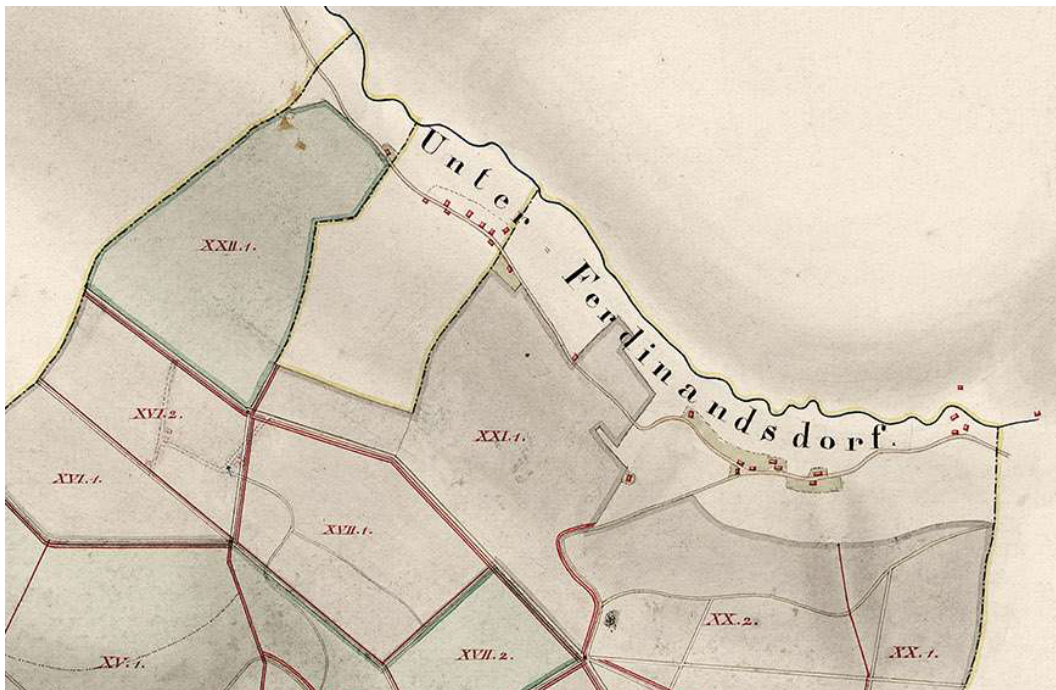 Unter-Ferdinandsdorf.
XXII.1.
XVI.2.
XXI.1.
XVI.1.
XVII.1.
XX.2.
XV.1.
XVII.2.
XX.1.